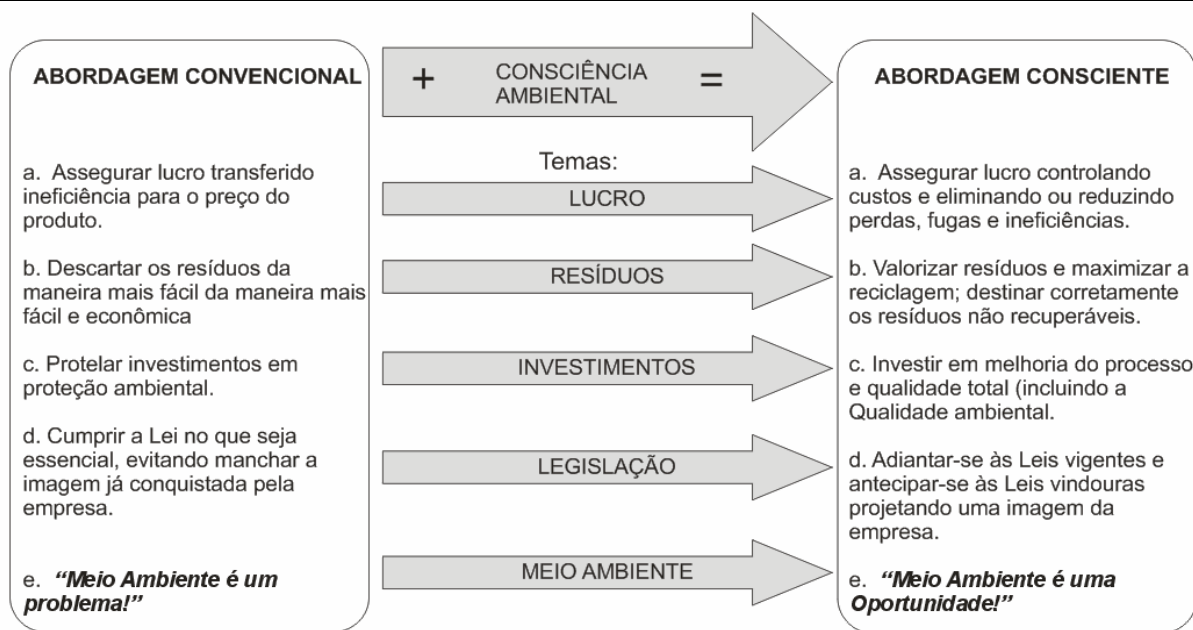 ABORDAGEM CONVENCIONAL
a. Assegurar lucro transferido
ineficiência para o preço do
produto.
b. Descartar os resíduos da
maneira mais fácil da maneira mais
fácil e econômica
c. Protelar investimentos em
proteção ambiental.
d. Cumprir a Lei no que seja
essencial, evitando manchar a
imagem já conquistada pela
empresa.
e. “Meio Ambiente é um
problema!”
+ CONSCIÊNCIA =
AMBIENTAL
Temas:
LUCRO
RESÍDUOS
INVESTIMENTOS
LEGISLAÇÃO
MEIO AMBIENTE
ABORDAGEM CONSCIENTE
a. Assegurar lucro controlando
custos e eliminando ou reduzindo
perdas, fugas e ineficiências.
b. Valorizar resíduos e maximizar a
reciclagem; destinar corretamente
os resíduos não recuperáveis.
c. Investir em melhoria do processo
e qualidade total (incluindo a
Qualidade ambiental.
d. Adiantar-se às Leis vigentes e
antecipar-se às Leis vindouras
projetando uma imagem da
empresa.
e. “Meio Ambiente é uma
Oportunidade!”